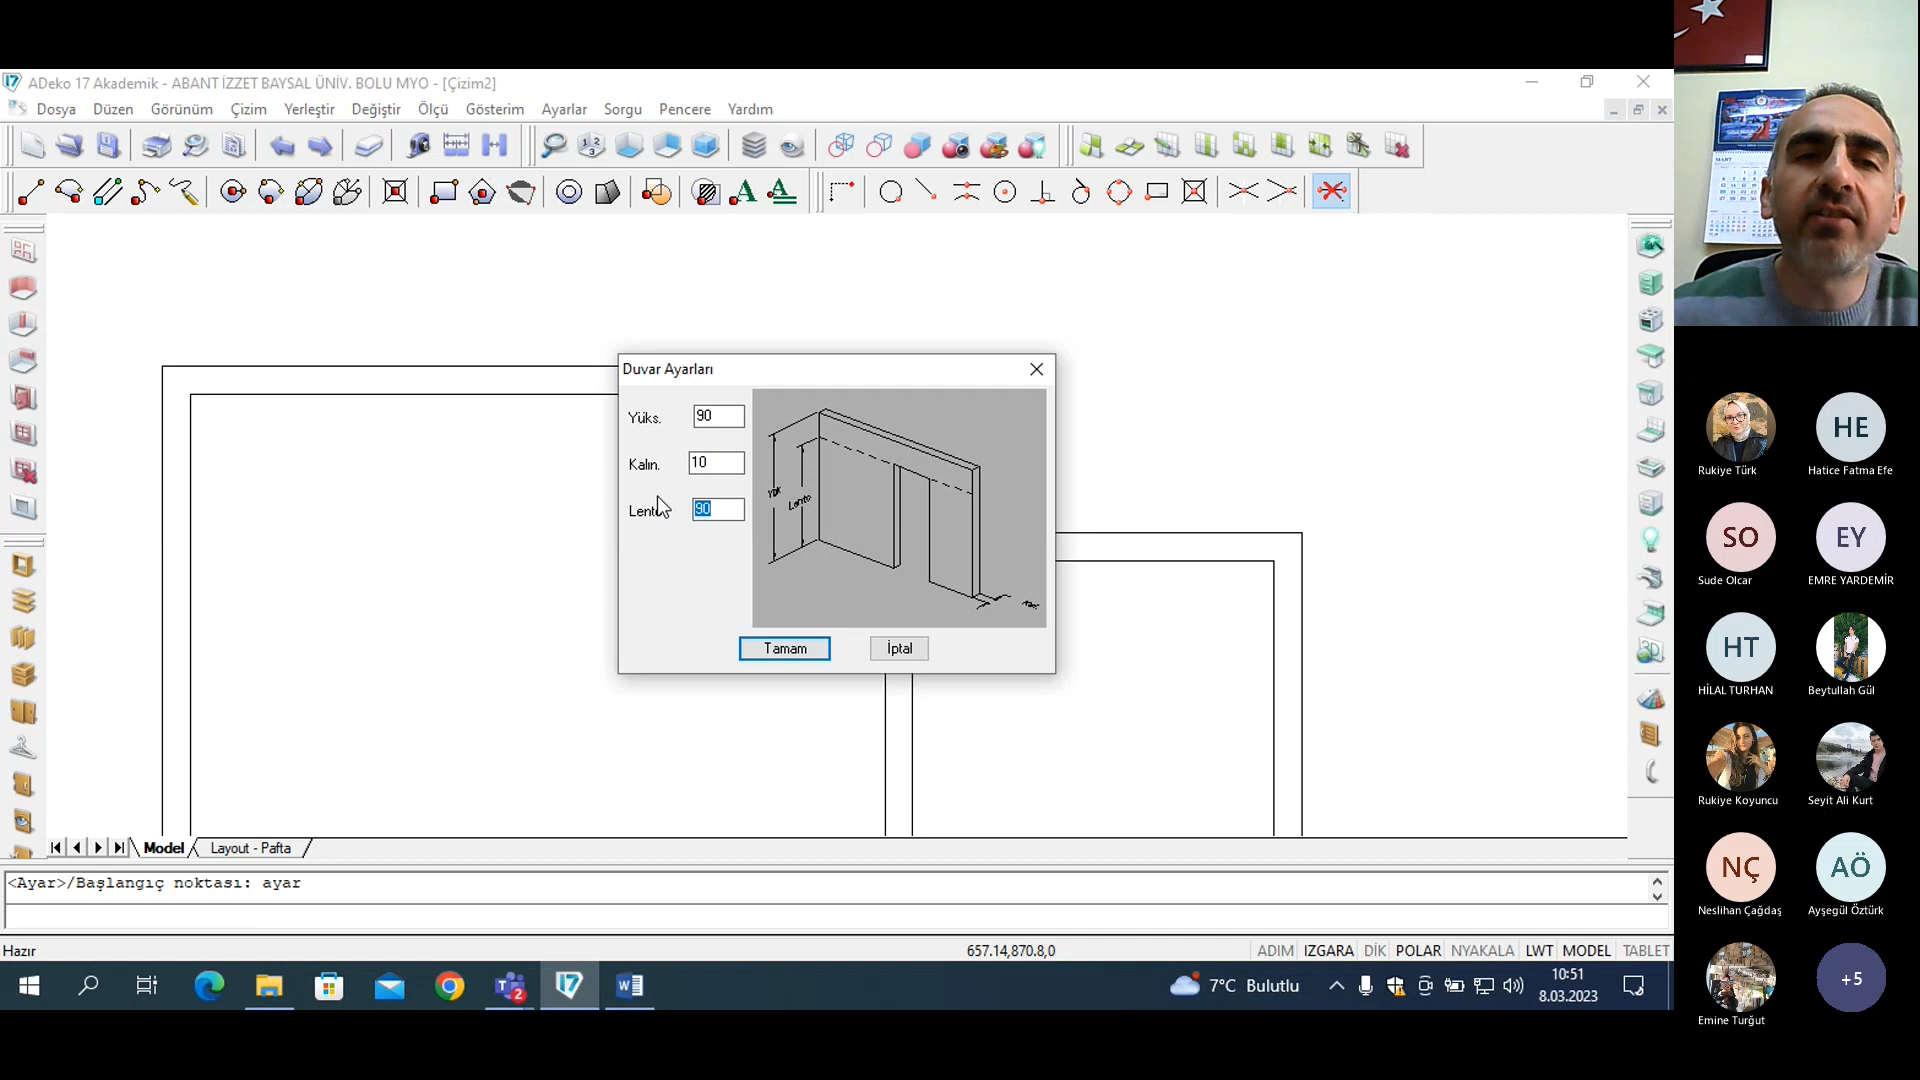 ADeko 17 Akademik - ABANT İZZET BAYSAL ÜNİV. BOLU MYO - [Çizim2]
Dosya Düzen Görünüm Çizim Yerleştir Değiştir Ölçü Gösterim Ayarlar Sorgu Pencere Yardım
Duvar Ayarları
Yüks. 90
Kalın. 10
90
Lento
Tamam İptal
Model Layout - Pafta
<Ayar>/Başlangıç noktası: ayar
Hazır 657.14,870.8,0 ADIM IZGARA DİK POLAR NYAKALA LWT MODEL TABLET
7°C Bulutlu 10:51
8.03.2023
MART
Rukiye Türk
HE
Hatice Fatma Efe
SO
Sude Olcar
EY
EMRE YARDEMİR
HT
HİLAL TURHAN
Beytullah Gül
Rukiye Koyuncu
Seyit Ali Kurt
NÇ
Neslihan Çağdaş
AÖ
Ayşegül Öztürk
Emine Turğut
+5